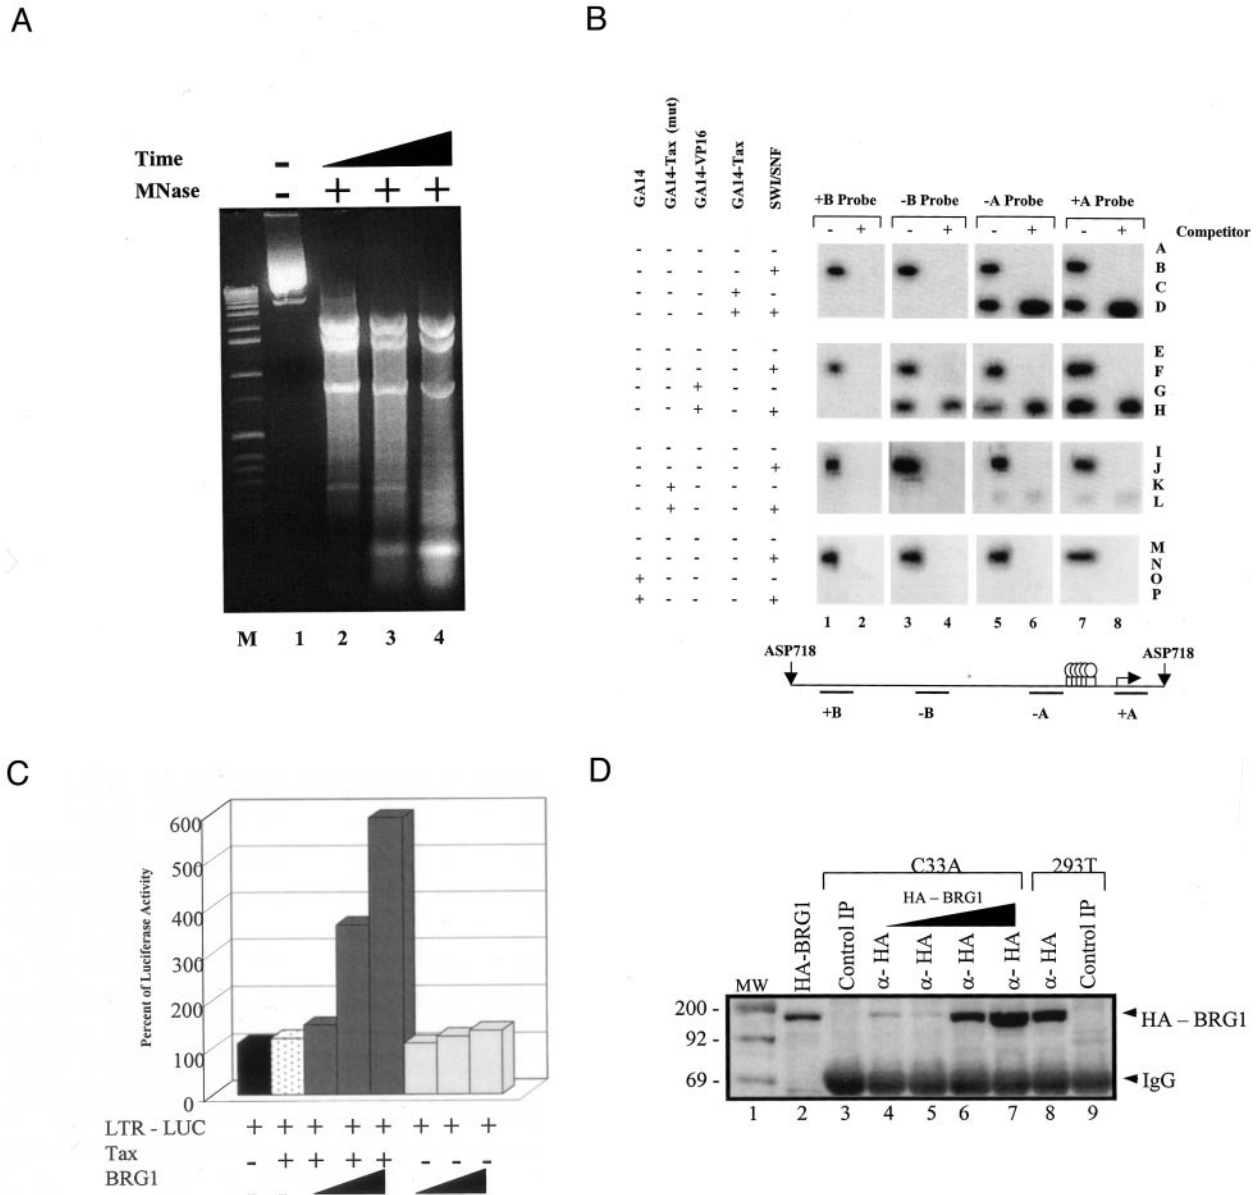 A
Time -
MNase - + + +
M 1 2 3 4
B
GA14
GA14-Tax (mut)
GA14-VP16
GA14-Tax
SWI/SNF
+B Probe -B Probe -A Probe +A Probe
- + - + - + - + Competitor
- - - - - A
- - - - + B
- - - + - C
- - - + + D
- - - - - E
- - - - + F
- - + - - G
- - + - + H
- - - - - I
- - - - + J
- + - - - K
- + - - + L
- - - - - M
- - - - + N
+ - - - - O
+ - - - + P
1 2 3 4 5 6 7 8
ASP718 ASP718
+B -B -A +A
C
Percent of Luciferase Activity
600
500
400
300
200
100
0
LTR - LUC + + + + + + + +
Tax - + + + + - - -
BRG1 - -
D
C33A 293T
HA – BRG1
MW
HA-BRG1
Control IP
α- HA
α- HA
α- HA
α- HA
α- HA
Control IP
200 - HA – BRG1
92 -
69 - IgG
1 2 3 4 5 6 7 8 9